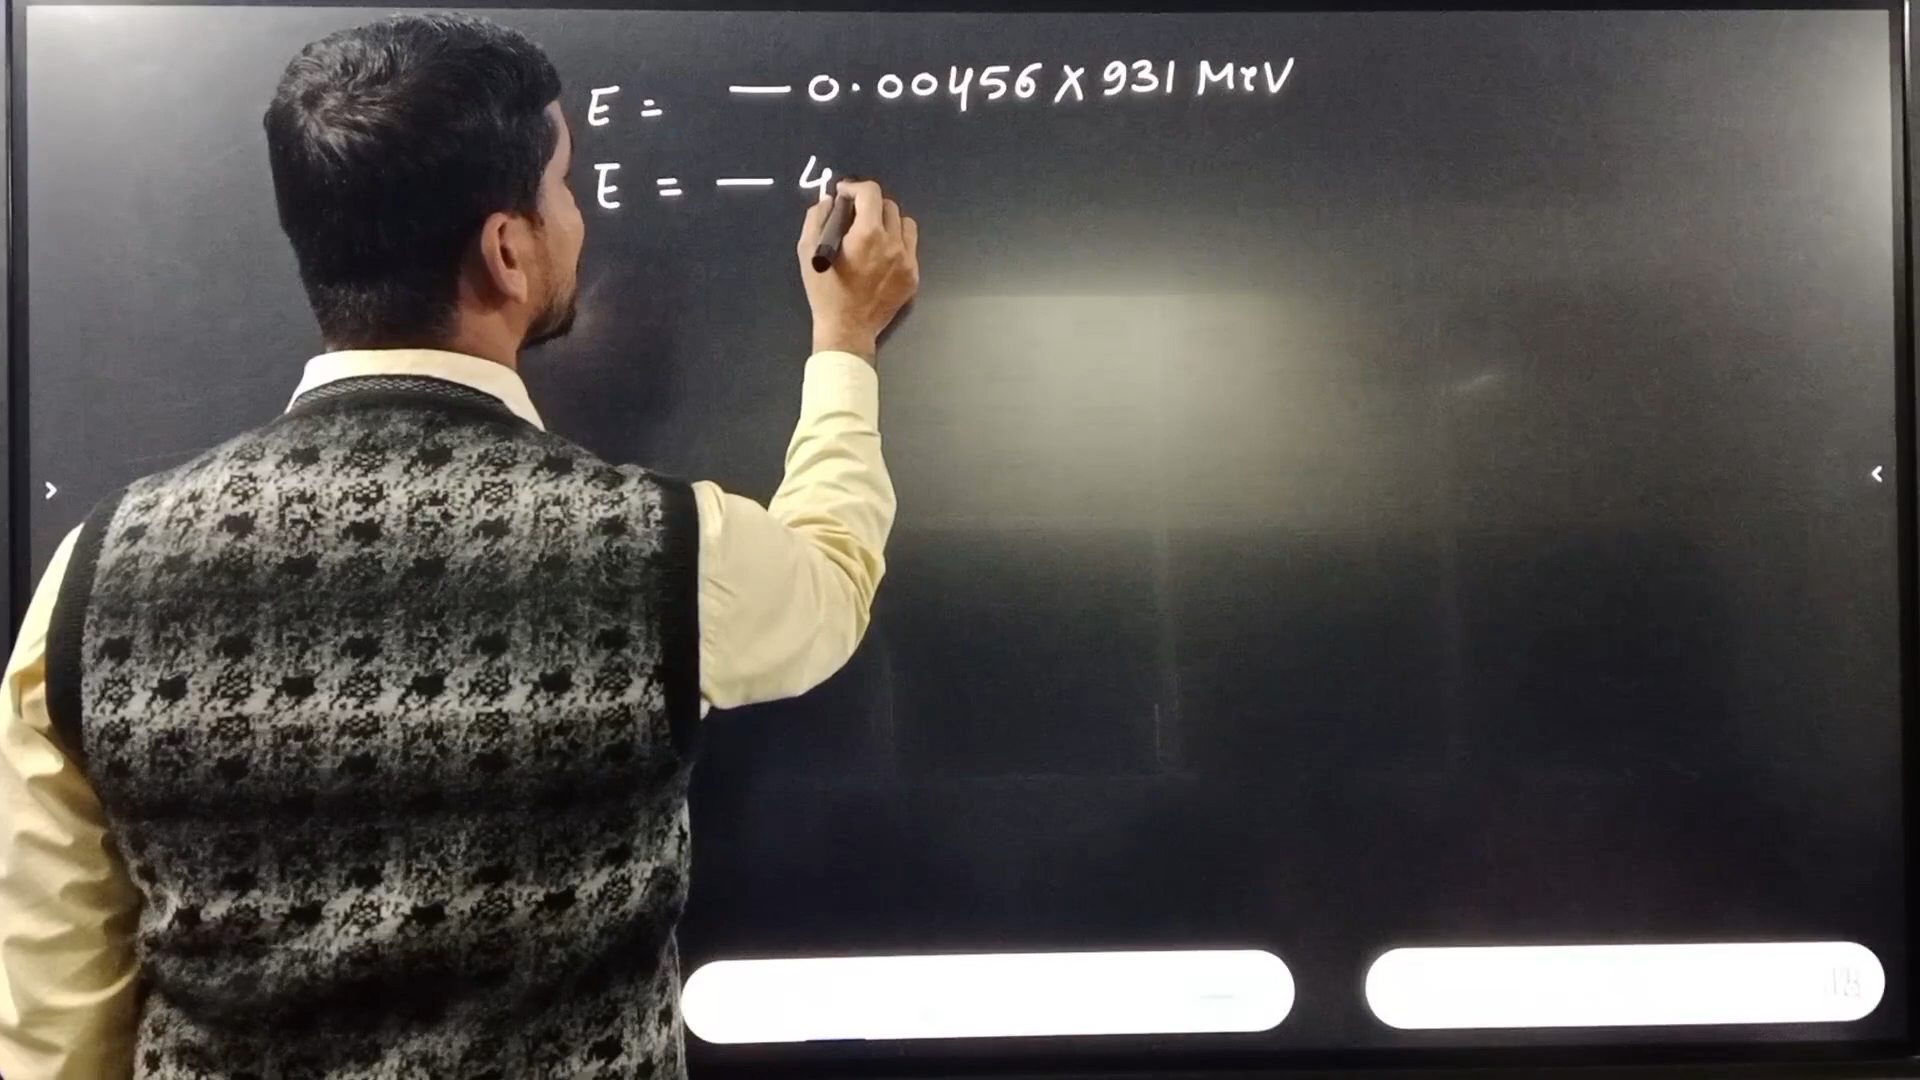 E = — 0.00456 X 931 MeV
E = — 4